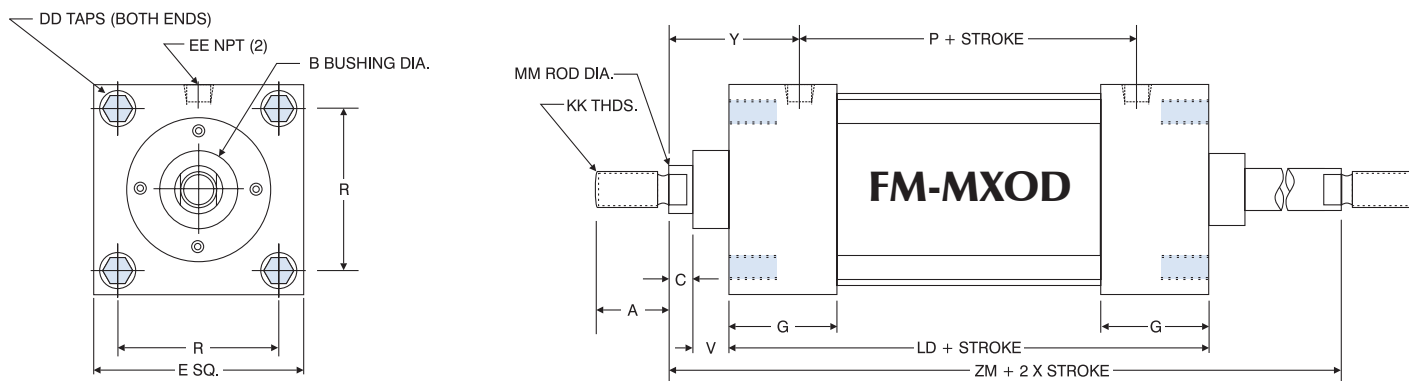 DD TAPS (BOTH ENDS)
EE NPT (2)
B BUSHING DIA.
R
R
E SQ.
Y
P + STROKE
MM ROD DIA.
KK THDS.
FM-MXOD
C
A
G
G
V
LD + STROKE
ZM + 2 X STROKE